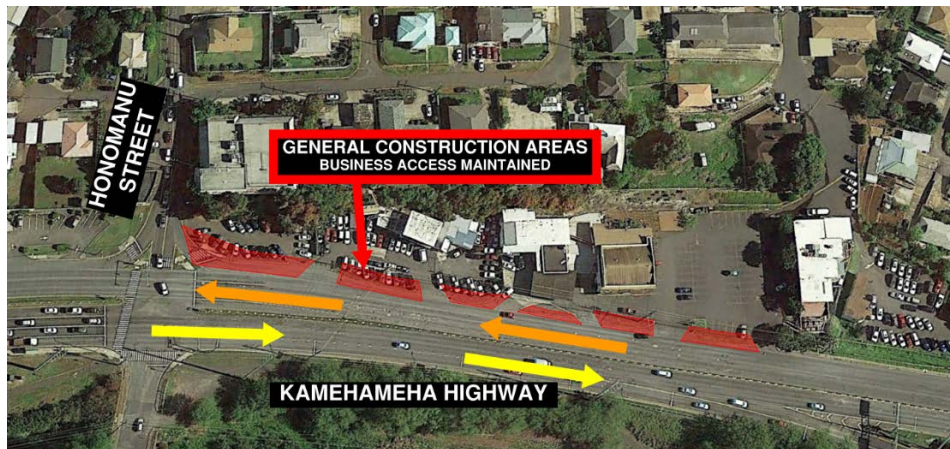 HONOMANU
STREET
GENERAL CONSTRUCTION AREAS
BUSINESS ACCESS MAINTAINED
KAMEHAMEHA HIGHWAY